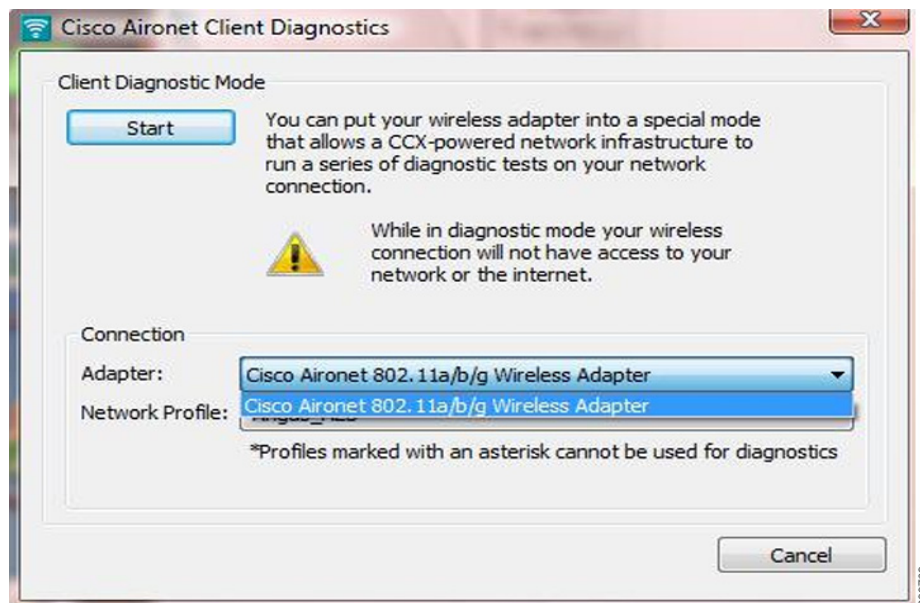 Cisco Aironet Client Diagnostics
Client Diagnostic Mode
Start
You can put your wireless adapter into a special mode
that allows a CCX-powered network infrastructure to
run a series of diagnostic tests on your network
connection.
While in diagnostic mode your wireless
connection will not have access to your
network or the internet.
Connection
Adapter:
Cisco Aironet 802.11a/b/g Wireless Adapter
Cisco Aironet 802.11a/b/g Wireless Adapter
Network Profile:
*Profiles marked with an asterisk cannot be used for diagnostics
Cancel